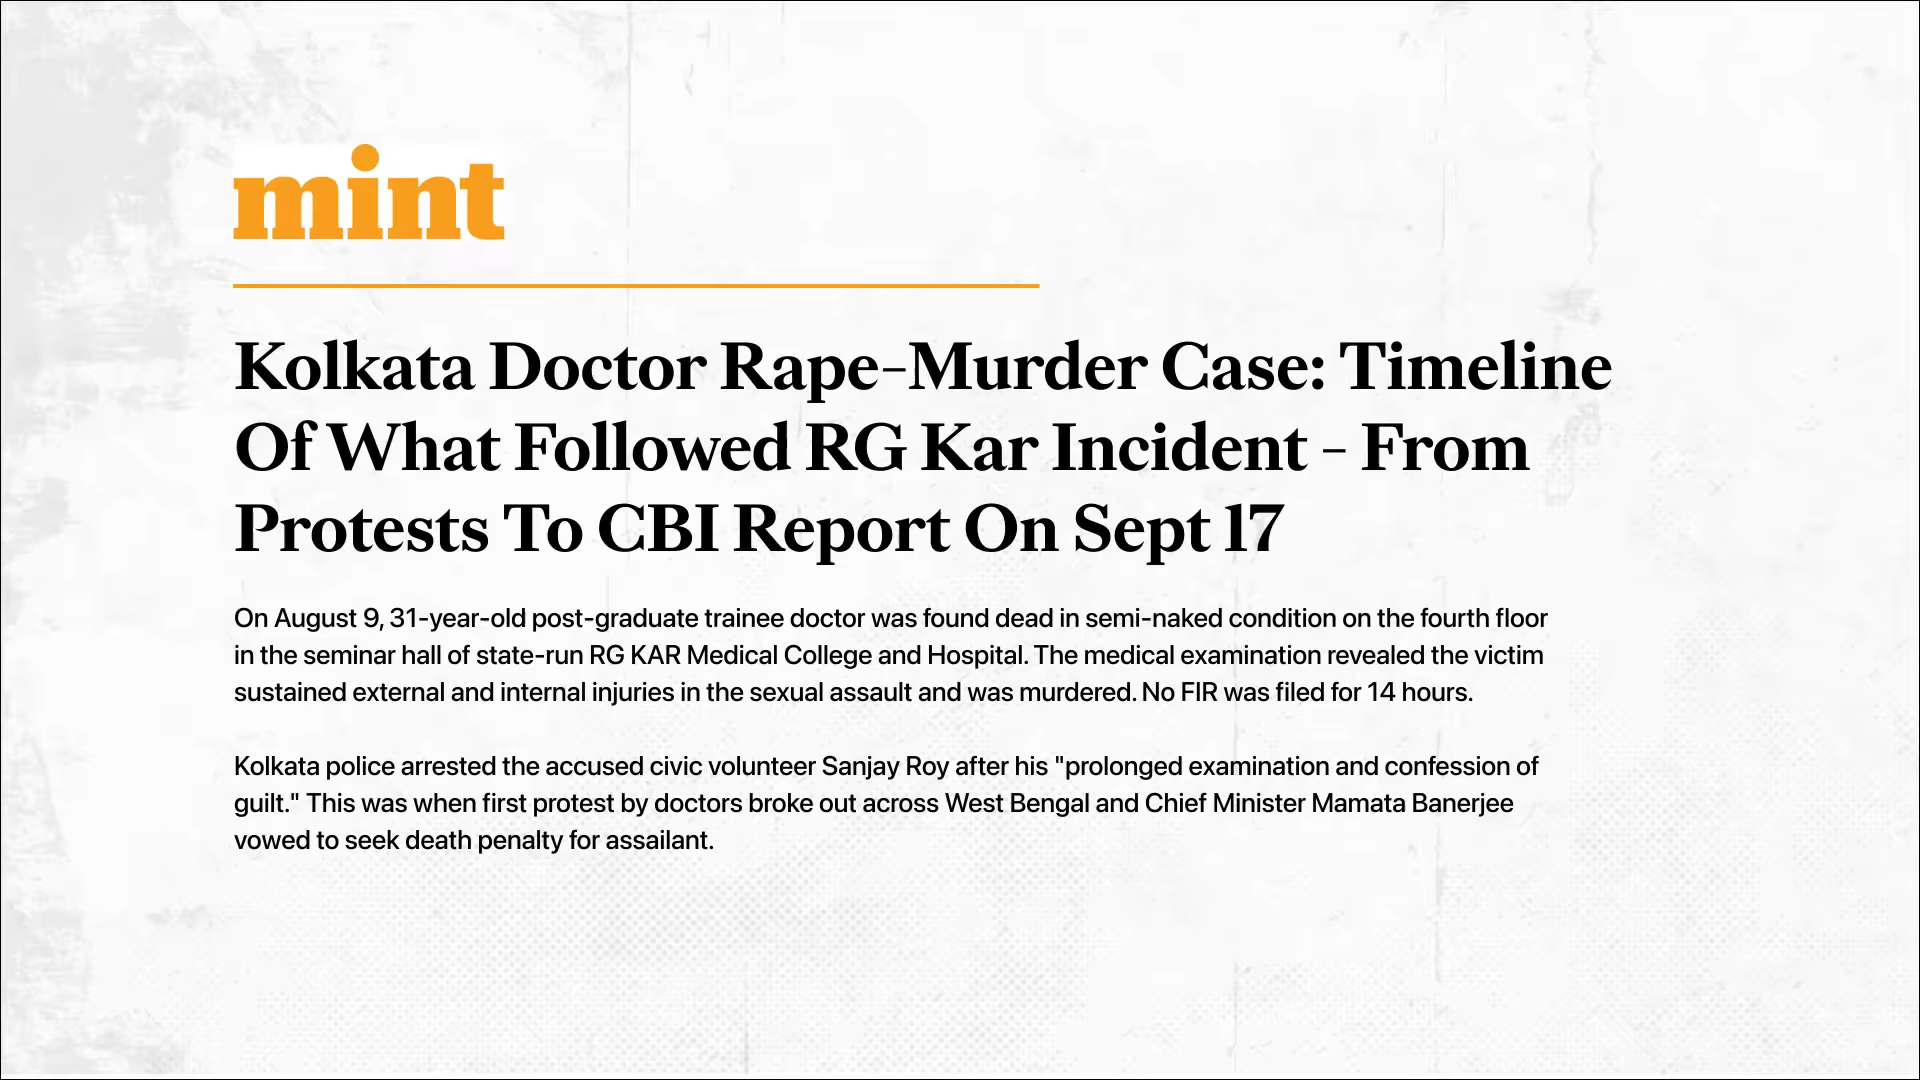 mint
Kolkata Doctor Rape-Murder Case: Timeline
Of What Followed RG Kar Incident - From
Protests To CBI Report On Sept 17
On August 9, 31-year-old post-graduate trainee doctor was found dead in semi-naked condition on the fourth floor
in the seminar hall of state-run RG KAR Medical College and Hospital. The medical examination revealed the victim
sustained external and internal injuries in the sexual assault and was murdered. No FIR was filed for 14 hours.
Kolkata police arrested the accused civic volunteer Sanjay Roy after his "prolonged examination and confession of
guilt." This was when first protest by doctors broke out across West Bengal and Chief Minister Mamata Banerjee
vowed to seek death penalty for assailant.